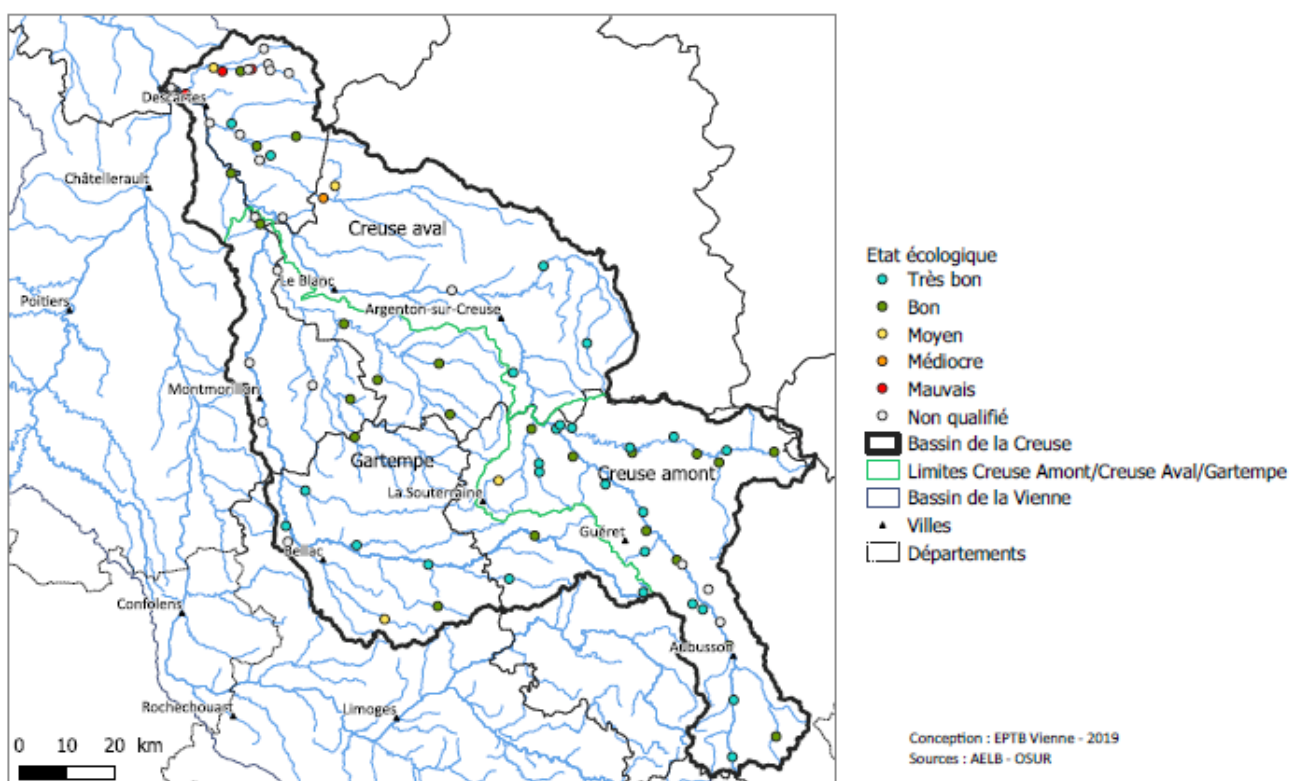 Descartes
Châtellerault
Creuse aval
Le Blanc
Poitiers
Argenton-sur-Creuse
Montmorillon
Gartempe
Creuse amont
La Souterraine
Guéret
Bellac
Confolens
Aubusson
Rochechouart
Limoges
0 10 20 km
Etat écologique
Très bon
Bon
Moyen
Médiocre
Mauvais
Non qualifié
Bassin de la Creuse
Limites Creuse Amont/Creuse Aval/Gartempe
Bassin de la Vienne
Villes
Départements
Conception : EPTB Vienne - 2019
Sources : AELB - OSUR